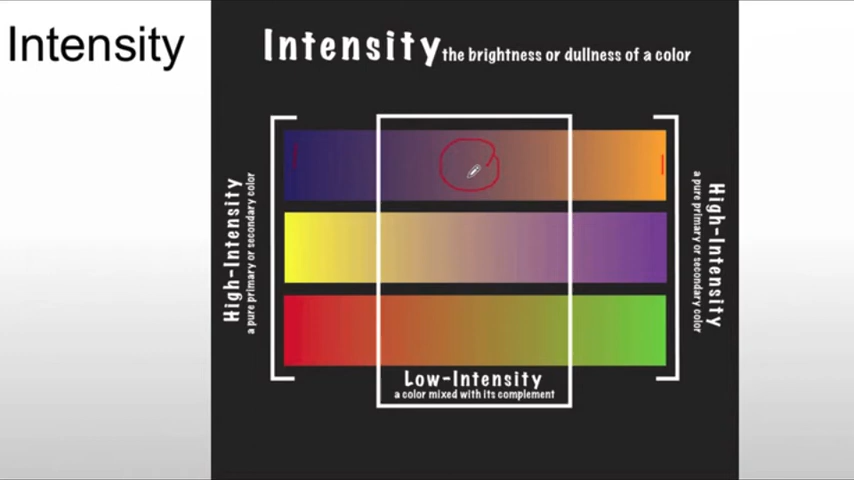 Intensity
Intensity the brightness or dullness of a color
High-Intensity
a pure primary or secondary color
High-Intensity
a pure primary or secondary color
Low-Intensity
a color mixed with its complement